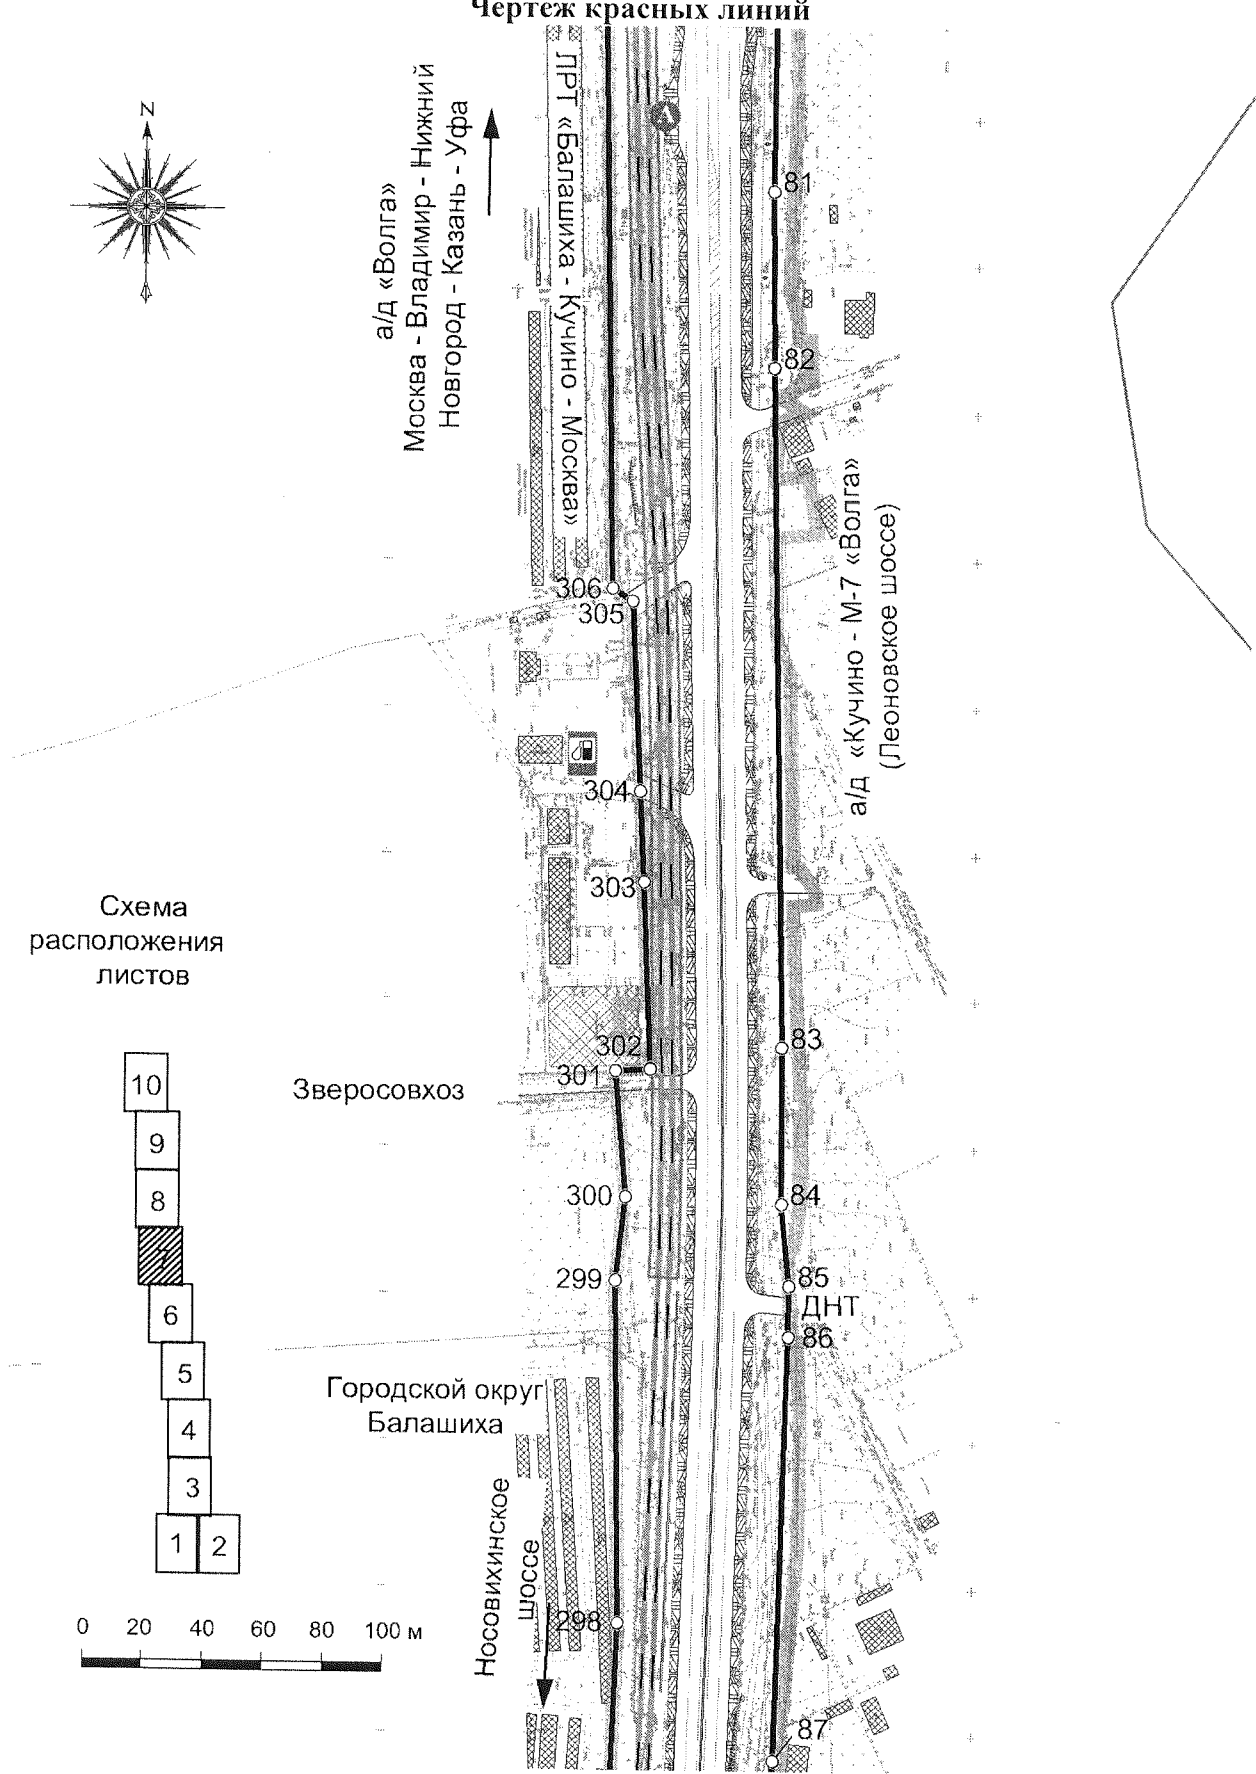 Чертеж красных линий
N
а/д «Волга»
Москва - Владимир - Нижний
Новгород - Казань - Уфа
ЛРТ «Балашиха - Кучино - Москва»
81
82
а/д «Кучино - М-7 «Волга»
(Леоновское шоссе)
306
305
304
303
302
301
300
299
298
83
84
85
ДНТ
86
87
Зверосовхоз
Городской округ
Балашиха
Носовихинское
шоссе
Схема
расположения
листов
10
9
8
7
6
5
4
3
1
2
0 20 40 60 80 100 м